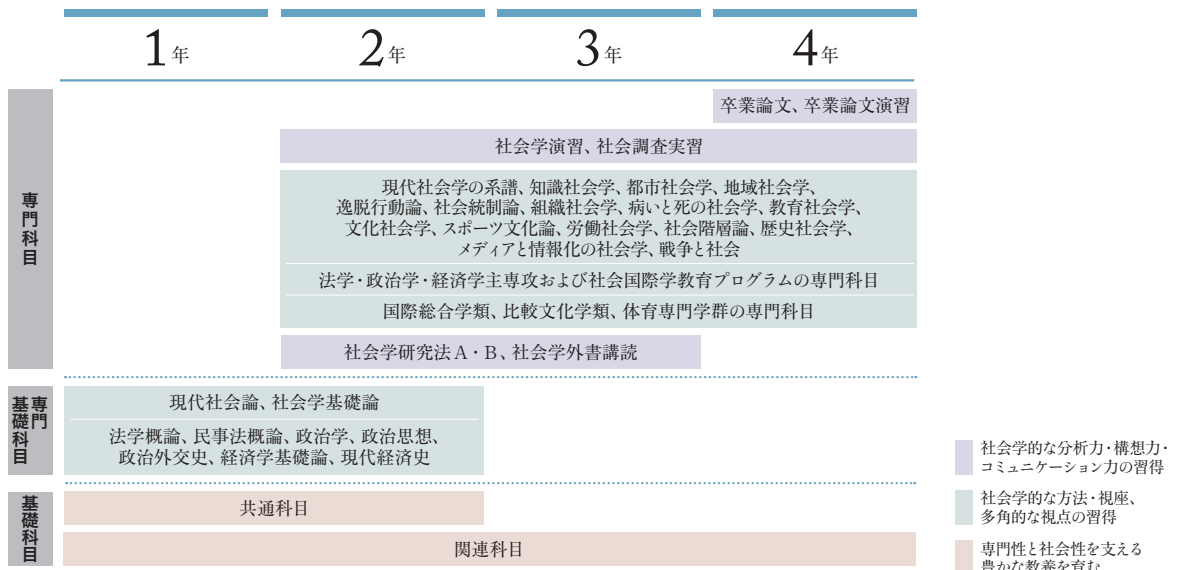 1年
2年
3年
4年
専門科目
卒業論文、卒業論文演習
社会学演習、社会調査実習
現代社会学の系譜、知識社会学、都市社会学、地域社会学、
逸脱行動論、社会統制論、組織社会学、病いと死の社会学、教育社会学、
文化社会学、スポーツ文化論、労働社会学、社会階層論、歴史社会学、
メディアと情報化の社会学、戦争と社会
法学・政治学・経済学主専攻および社会国際学教育プログラムの専門科目
国際総合学類、比較文化学類、体育専門学群の専門科目
社会学研究法A・B、社会学外書講読
専門
基礎科目
現代社会論、社会学基礎論
法学概論、民事法概論、政治学、政治思想、
政治外交史、経済学基礎論、現代経済史
基礎科目
共通科目
関連科目
社会学的な分析力・構想力・
コミュニケーション力の習得
社会学的な方法・視座、
多角的な視点の習得
専門性と社会性を支える
豊かな教養を育む